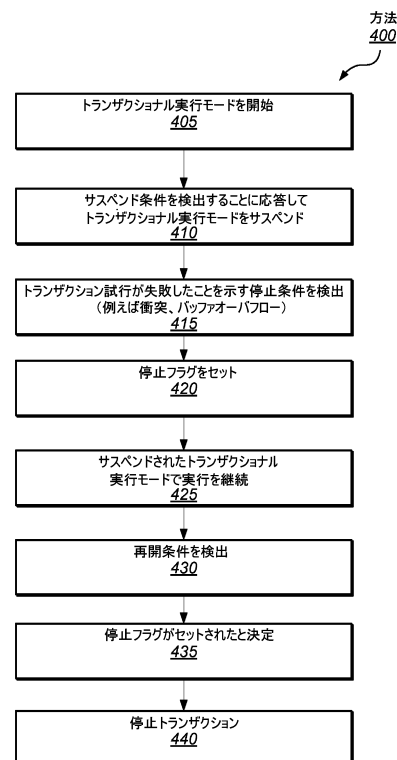 方法
400
トランザクショナル実行モードを開始
405
サスペンド条件を検出することに応答して
トランザクショナル実行モードをサスペンド
410
トランザクション試行が失敗したことを示す停止条件を検出
(例えば衝突、バッファオーバフロー)
415
停止フラグをセット
420
サスペンドされたトランザクショナル
実行モードで実行を継続
425
再開条件を検出
430
停止フラグがセットされたと決定
435
停止トランザクション
440